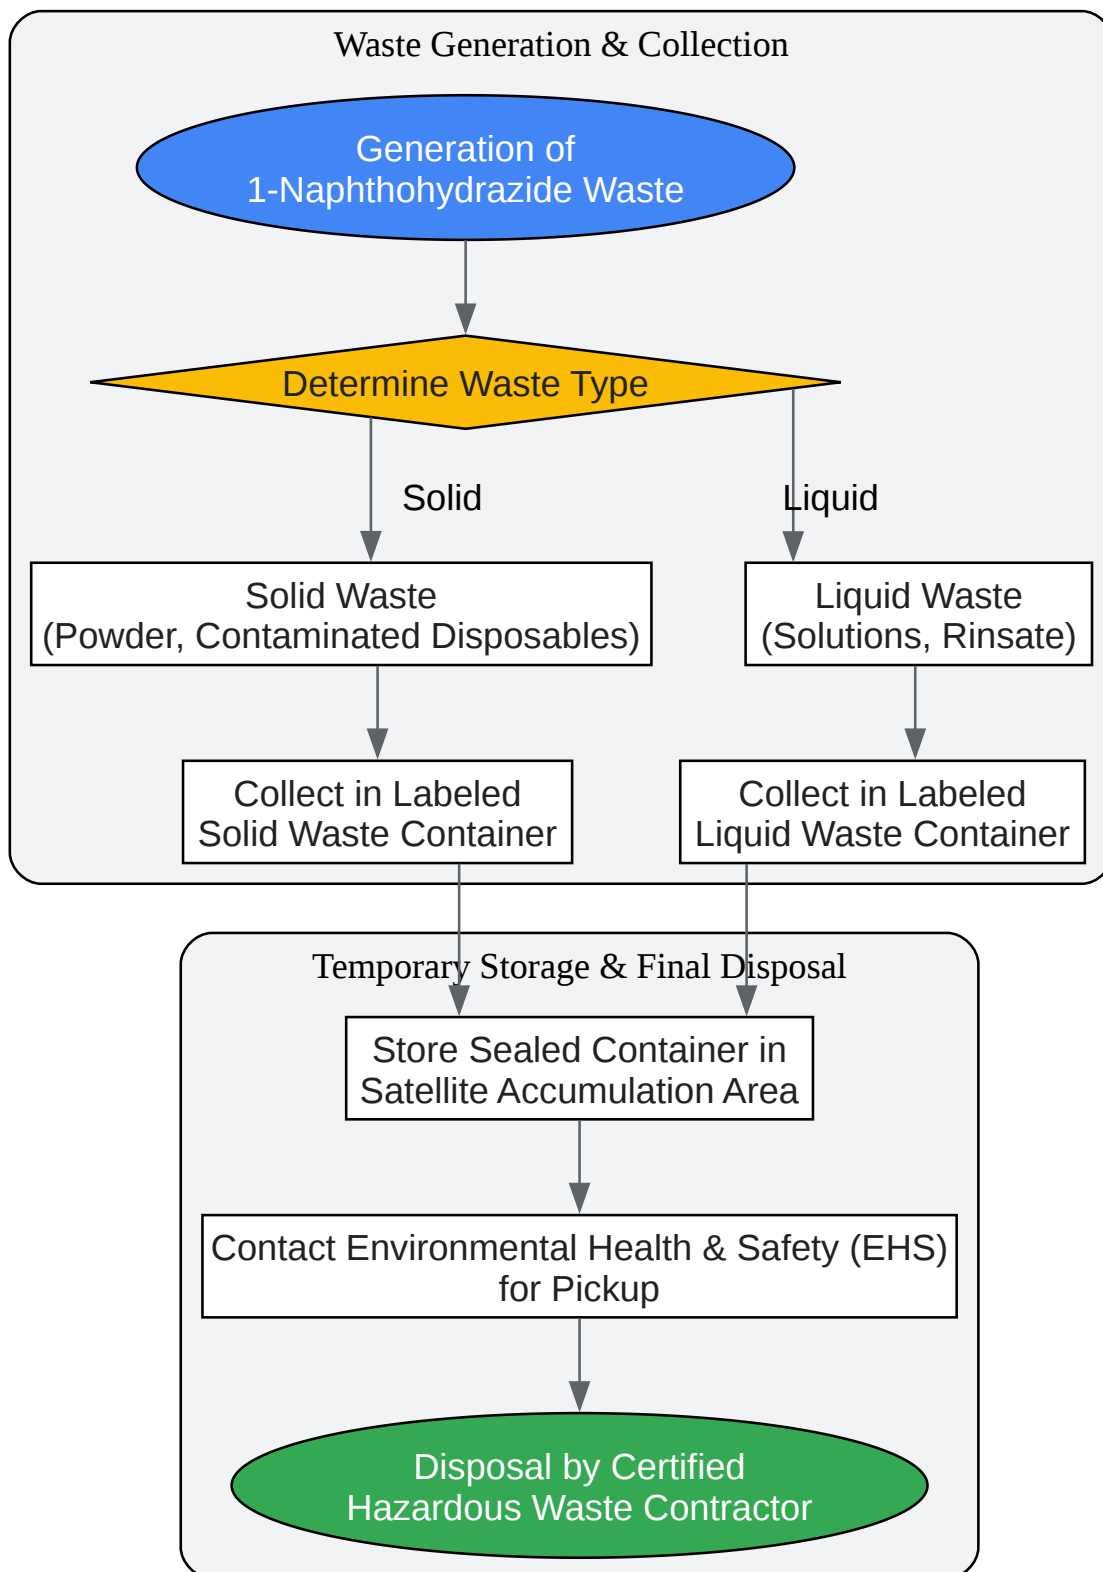 Waste Generation & Collection
Generation of
1-Naphthohydrazide Waste
Determine Waste Type
Solid
Liquid
Solid Waste
(Powder, Contaminated Disposables)
Liquid Waste
(Solutions, Rinsate)
Collect in Labeled
Solid Waste Container
Collect in Labeled
Liquid Waste Container
Temporary Storage & Final Disposal
Store Sealed Container in
Satellite Accumulation Area
Contact Environmental Health & Safety (EHS)
for Pickup
Disposal by Certified
Hazardous Waste Contractor